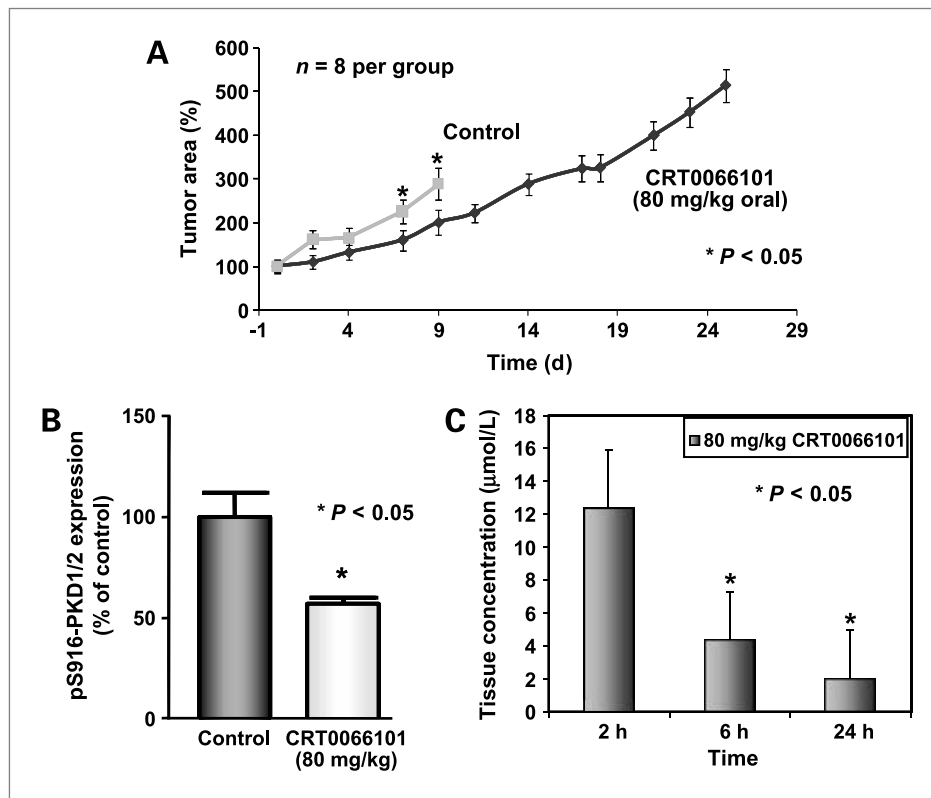 A
600
500
400
300
200
100
0
Tumor area (%)
n = 8 per group
Control
*
*
CRT0066101
(80 mg/kg oral)
* P < 0.05
-1
4
9
14
19
24
29
Time (d)
B
150
100
50
0
pS916-PKD1/2 expression
(% of control)
* P < 0.05
*
Control
CRT0066101
(80 mg/kg)
C
18
16
14
12
10
8
6
4
2
0
Tissue concentration (μmol/L)
80 mg/kg CRT0066101
* P < 0.05
*
*
2 h
6 h
24 h
Time